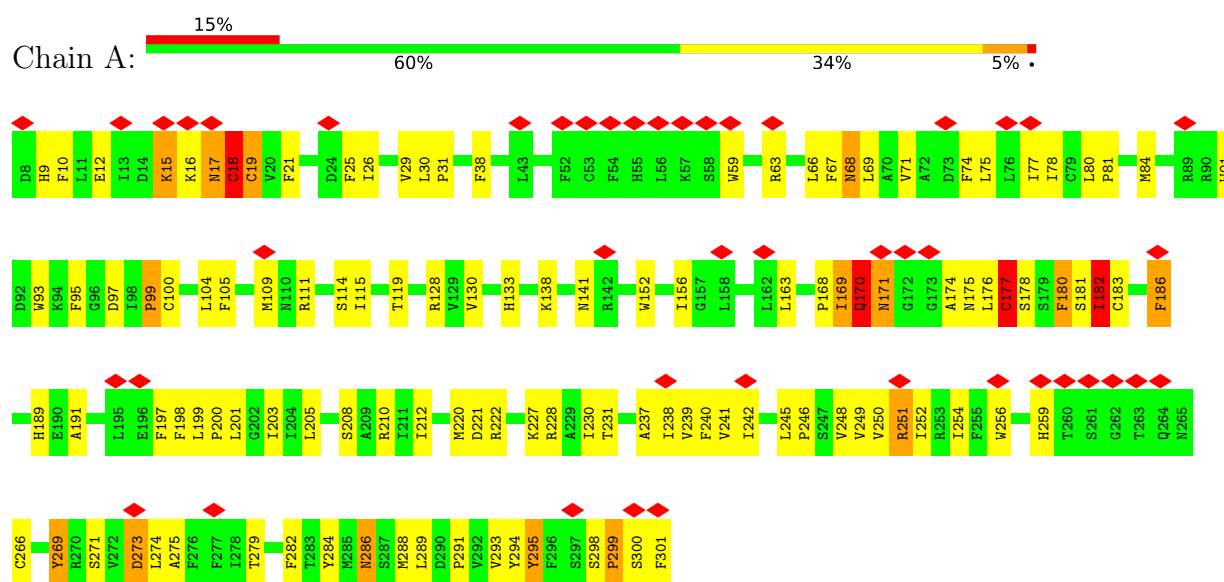 15%
Chain A:
60% 34% 5% •
D8 H9 F10 L11 E12 I13 D14 K15 K16 N17 C18 C19 V20 F21 D24 F25 I26 V29 L30 P31 F38 L43 F52 C53 F54 H55 L56 K57 S58 W59 R63 L66 F67 N68 L69 A70 V71 A72 D73 F74 L75 L76 I77 I78 C79 L80 P81 M84 R89 R90
D92 W93 K94 F95 G96 D97 I98 P99 C100 L104 F105 M109 N110 R111 S114 I115 T119 R128 V129 V130 H133 K138 N141 R142 W152 I156 G157 L158 L162 L163 P168 I169 Q170 N171 G172 G173 A174 N175 L176 C177 S178 S179 F180 S181 I182 C183 F186
H189 E190 A191 L195 E196 F197 F198 L199 P200 L201 G202 I203 I204 L205 S208 A209 R210 I211 I212 M220 D221 R222 K227 R228 A229 I230 T231 A237 I238 V239 F240 V241 I242 L245 P246 S247 V248 V249 V250 R251 I252 R253 I254 F255 W256 H259 T260 S261 G262 T263 Q264 N265
C266 Y269 R270 S271 V272 D273 L274 A275 F276 F277 I278 T279 F282 T283 Y284 M285 N286 S287 M288 L289 D290 P291 V292 V293 Y294 Y295 F296 S297 S298 P299 S300 F301